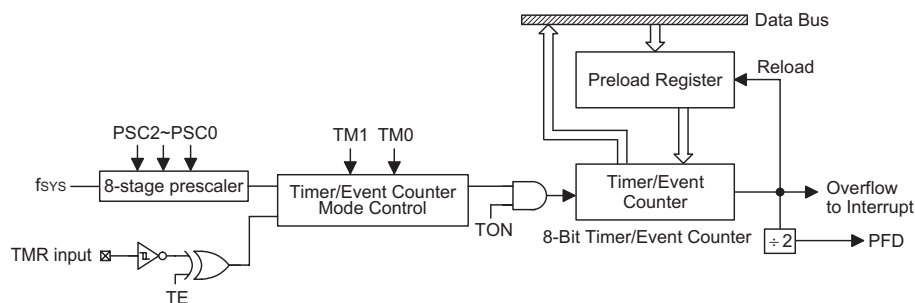 Data Bus
Preload Register
Reload
PSC2~PSC0
TM1
TM0
fSYS
8-stage prescaler
Timer/Event Counter
Mode Control
TON
Timer/Event
Counter
8-Bit Timer/Event Counter
Overflow
to Interrupt
÷2
PFD
TMR input
TE